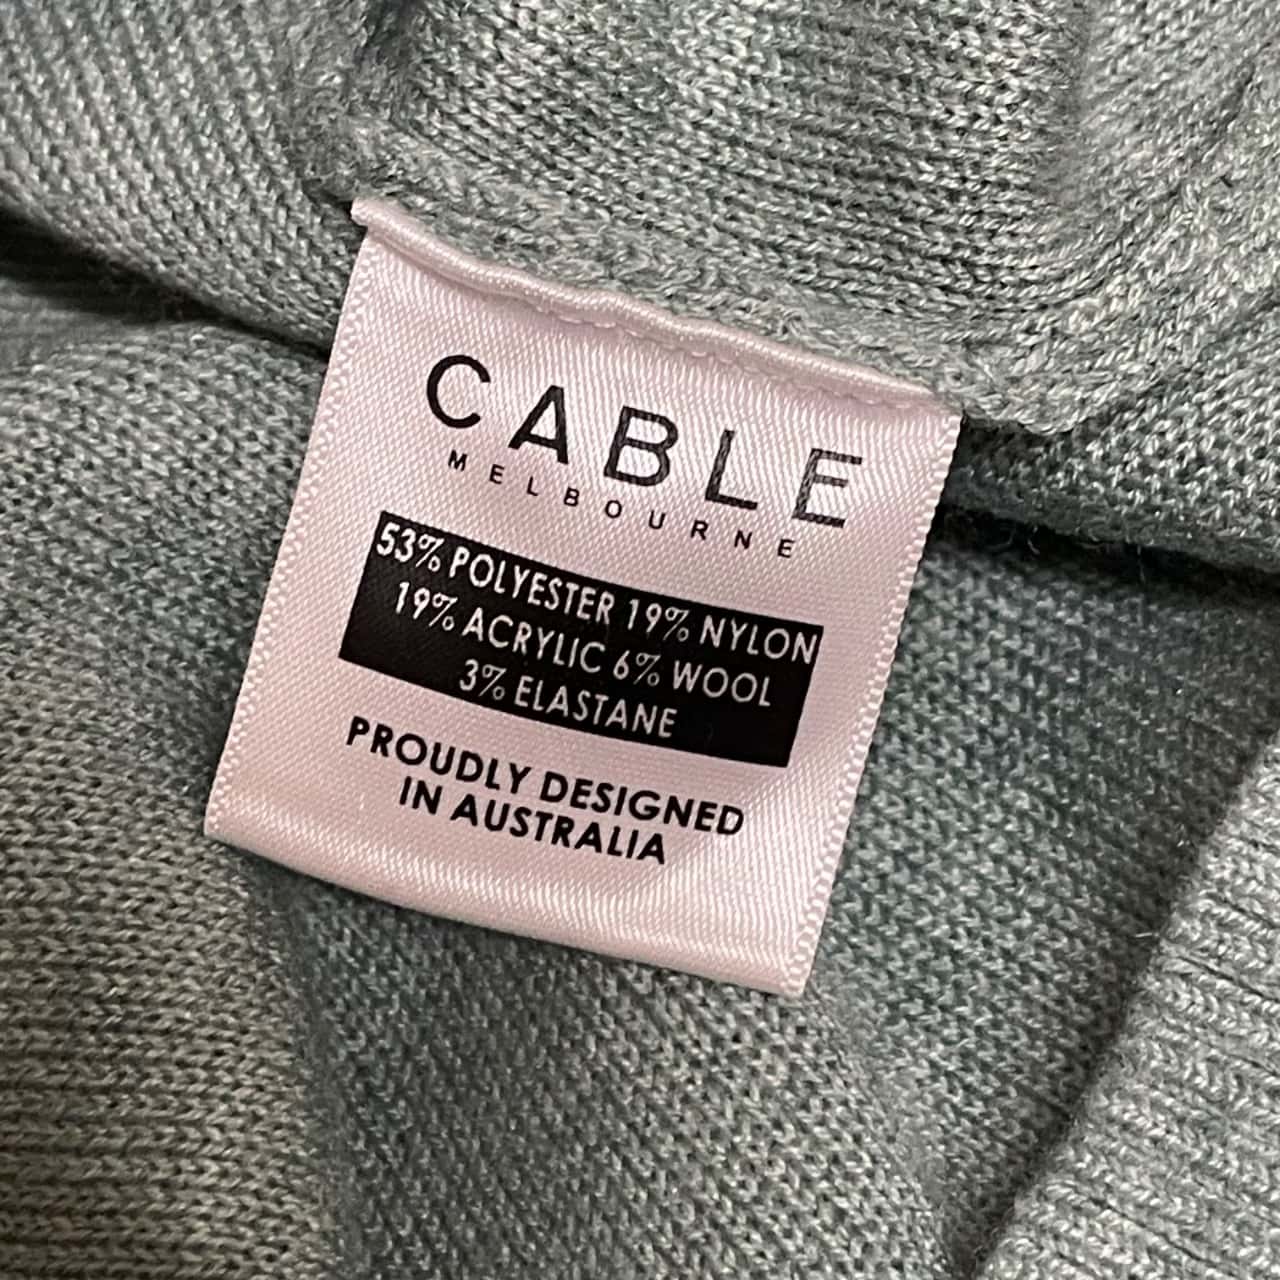 CABLE
MELBOURNE
53% POLYESTER 19% NYLON
19% ACRYLIC 6% WOOL
3% ELASTANE
PROUDLY DESIGNED
IN AUSTRALIA